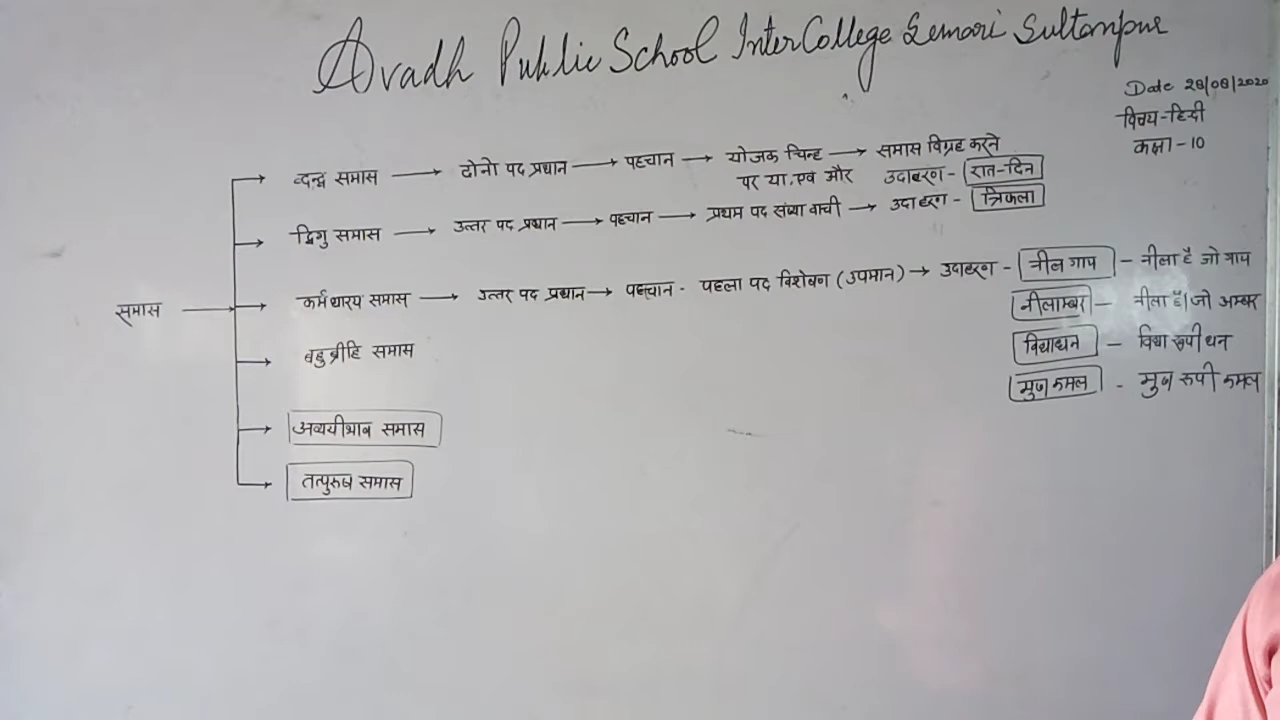 Avadh Public School Inter College Semari Sultanpur
Date 28/08/2020
विषय-हिन्दी
कक्षा-10
समास
द्वन्द्व समास → दोनो पद प्रधान → पहचान → योजक चिन्ह → समास विग्रह करने
पर या, एवं और उदाहरण - रात-दिन
द्विगु समास → उत्तर पद प्रधान → पहचान → प्रथम पद संख्या वाची → उदाहरण - त्रिफला
कर्मधारय समास → उत्तर पद प्रधान → पहचान - पहला पद विशेषण (उपमान) → उदाहरण - नील गाय - नीला है जो गाय
नीलाम्बर - नीला है जो अम्बर
विद्याधन - विद्या रूपी धन
मुख कमल - मुख रुपी कमल
बहुब्रीहि समास
अव्ययीभाव समास
तत्पुरुष समास